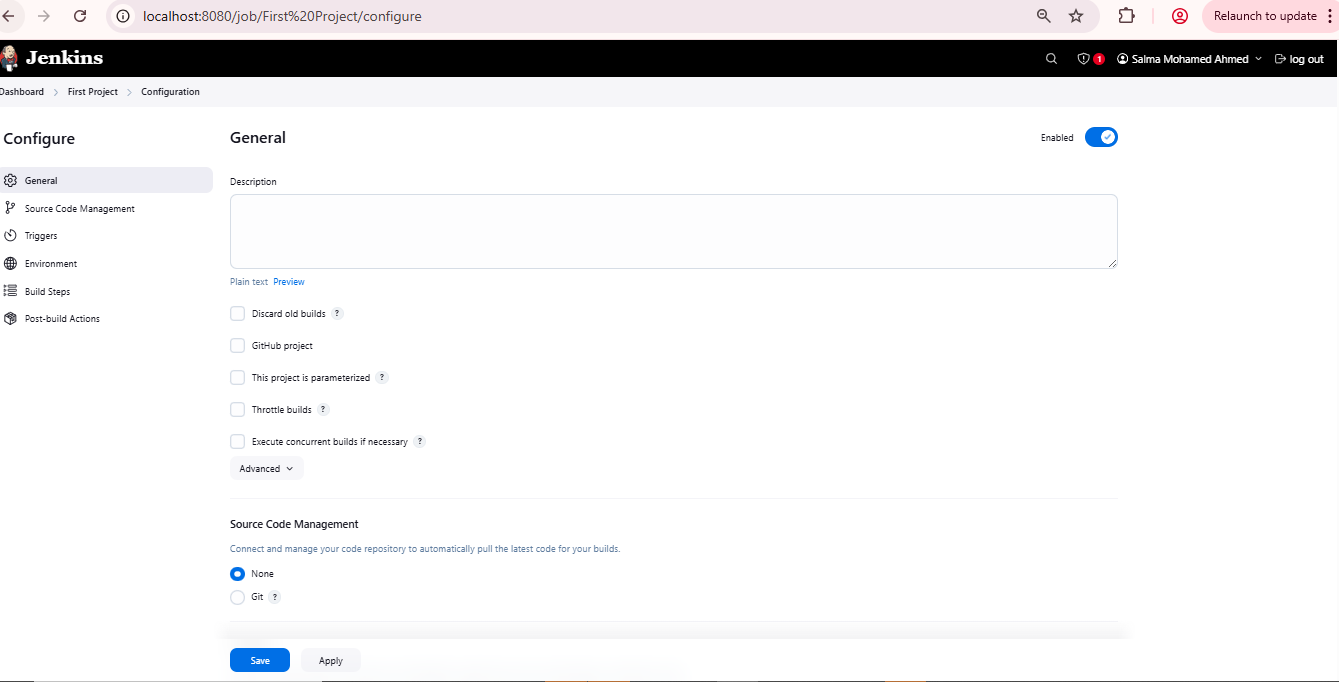 localhost:8080/job/First%20Project/configure
Relaunch to update
Jenkins
1
Salma Mohamed Ahmed
log out
Dashboard > First Project > Configuration
Configure
General
Source Code Management
Triggers
Environment
Build Steps
Post-build Actions
General
Enabled
Description
Plain text Preview
Discard old builds ?
GitHub project
This project is parameterized ?
Throttle builds ?
Execute concurrent builds if necessary ?
Advanced
Source Code Management
Connect and manage your code repository to automatically pull the latest code for your builds.
None
Git ?
Save
Apply